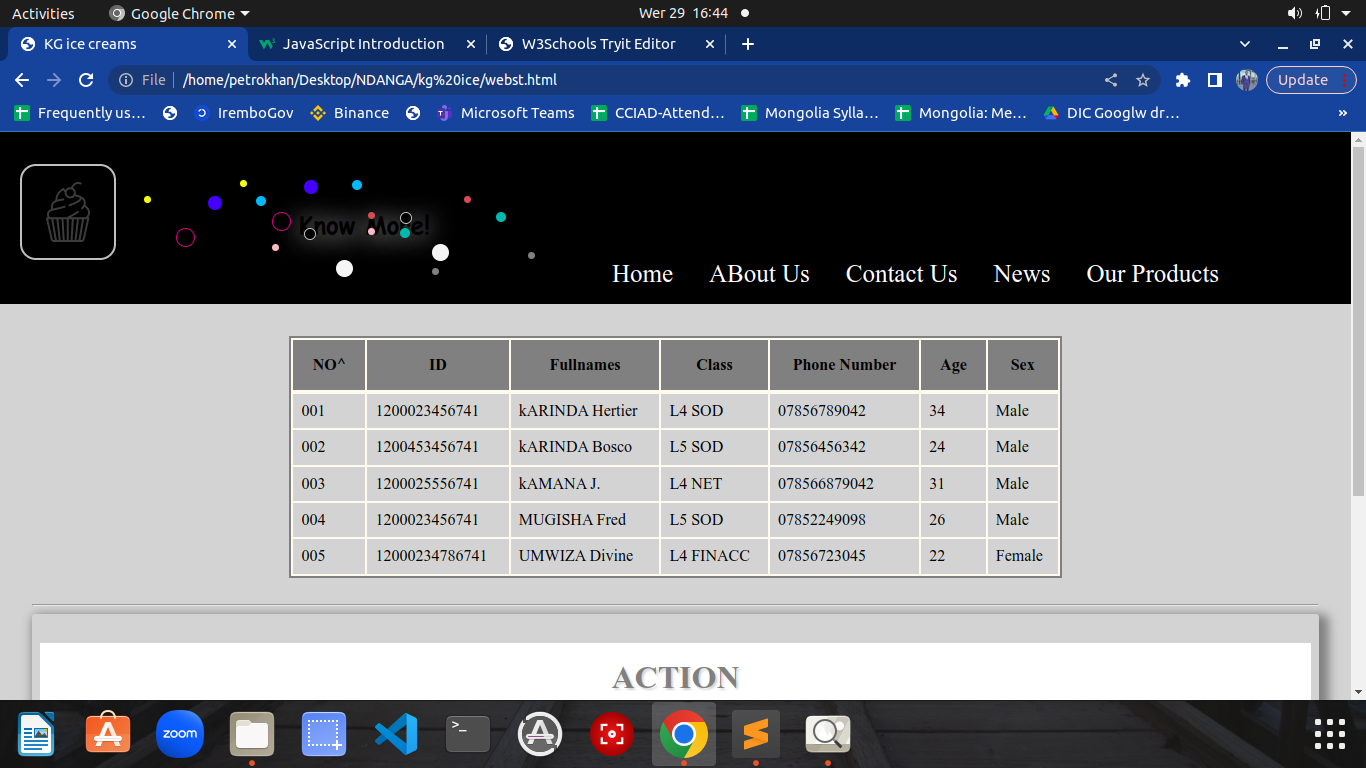 Activities Google Chrome Wer 29 16:44
KG ice creams JavaScript Introduction W3Schools Tryit Editor
File /home/petrokhan/Desktop/NDANGA/kg%20ice/webst.html Update
Frequently us… IremboGov Binance Microsoft Teams CCIAD-Attend… Mongolia Sylla… Mongolia: Me… DIC Googlw dr… »
Know More!
Home ABout Us Contact Us News Our Products
NO^ ID Fullnames Class Phone Number Age Sex
001 1200023456741 kARINDA Hertier L4 SOD 07856789042 34 Male
002 1200453456741 kARINDA Bosco L5 SOD 07856456342 24 Male
003 1200025556741 kAMANA J. L4 NET 078566879042 31 Male
004 1200023456741 MUGISHA Fred L5 SOD 07852249098 26 Male
005 12000234786741 UMWIZA Divine L4 FINACC 07856723045 22 Female
ACTION
zoom >_